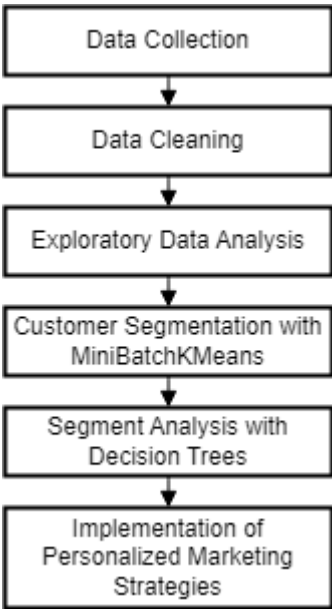 Data Collection
Data Cleaning
Exploratory Data Analysis
Customer Segmentation with
MiniBatchKMeans
Segment Analysis with
Decision Trees
Implementation of
Personalized Marketing
Strategies